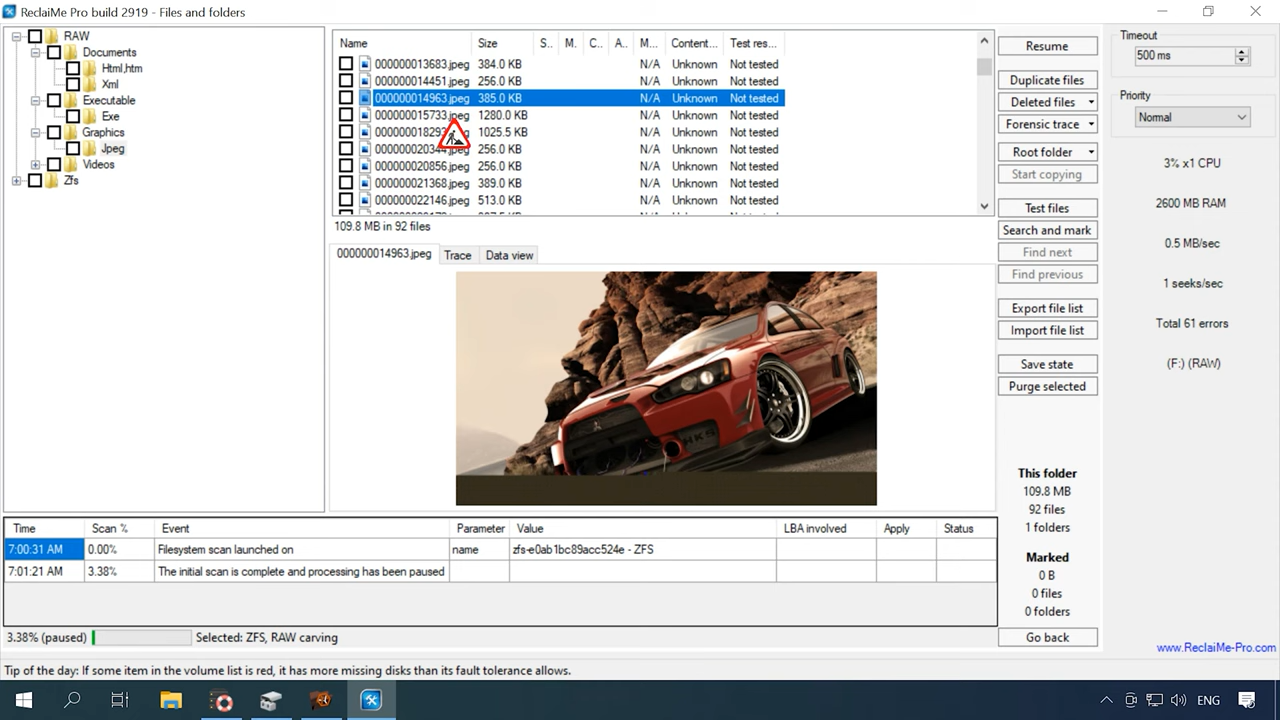 ReclaiMe Pro build 2919 - Files and folders
RAW
Documents
Html,htm
Xml
Executable
Exe
Graphics
Jpeg
Videos
Zfs
Name Size S.. M. C.. A.. M... Content... Test res...
000000013683.jpeg 384.0 KB N/A Unknown Not tested
000000014451.jpeg 256.0 KB N/A Unknown Not tested
000000014963.jpeg 385.0 KB N/A Unknown Not tested
000000015733.jpeg 1280.0 KB N/A Unknown Not tested
1025.5 KB N/A Unknown Not tested
000000020344.jpeg 256.0 KB N/A Unknown Not tested
000000020856.jpeg 256.0 KB N/A Unknown Not tested
000000021368.jpeg 389.0 KB N/A Unknown Not tested
000000022146.jpeg 513.0 KB N/A Unknown Not tested
109.8 MB in 92 files
000000014963.jpeg Trace Data view
HKS
Resume
Duplicate files
Deleted files
Forensic trace
Root folder
Start copying
Test files
Search and mark
Find next
Find previous
Export file list
Import file list
Save state
Purge selected
This folder
109.8 MB
92 files
1 folders
Marked
0 B
0 files
0 folders
Go back
Timeout
500 ms
Priority
Normal
3% x1 CPU
2600 MB RAM
0.5 MB/sec
1 seeks/sec
Total 61 errors
(F:) (RAW)
Time Scan % Event Parameter Value LBA involved Apply Status
7:00:31 AM 0.00% Filesystem scan launched on name zfs-e0ab1bc89acc524e - ZFS
7:01:21 AM 3.38% The initial scan is complete and processing has been paused
3.38% (paused) Selected: ZFS, RAW carving
www.ReclaiMe-Pro.com
Tip of the day: If some item in the volume list is red, it has more missing disks than its fault tolerance allows.
ENG